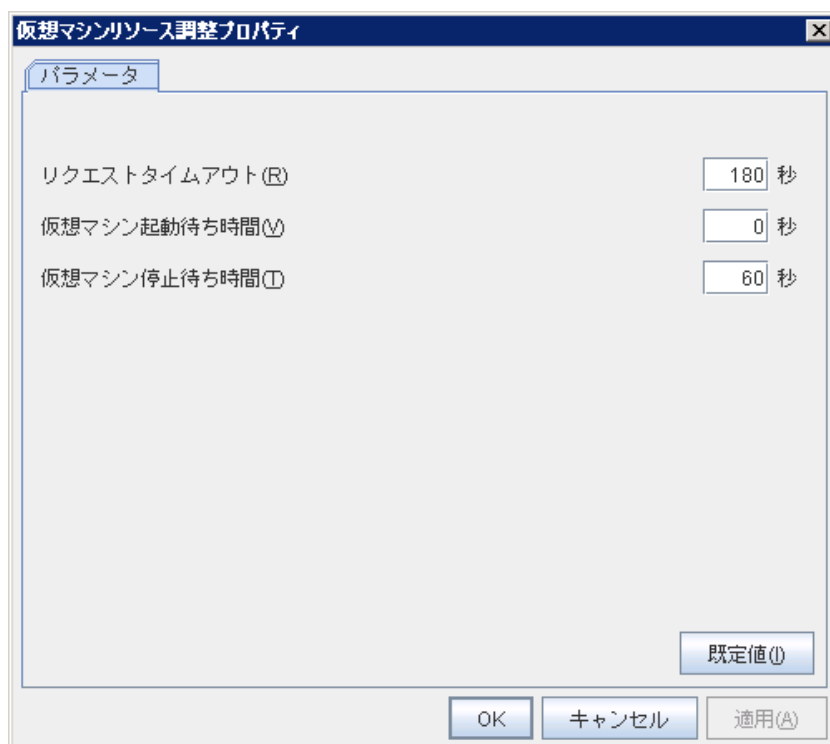 仮想マシンリソース調整プロパティ
パラメータ
リクエストタイムアウト(R) 180 秒
仮想マシン起動待ち時間(V) 0 秒
仮想マシン停止待ち時間(T) 60 秒
既定値(I)
OK キャンセル 適用(A)